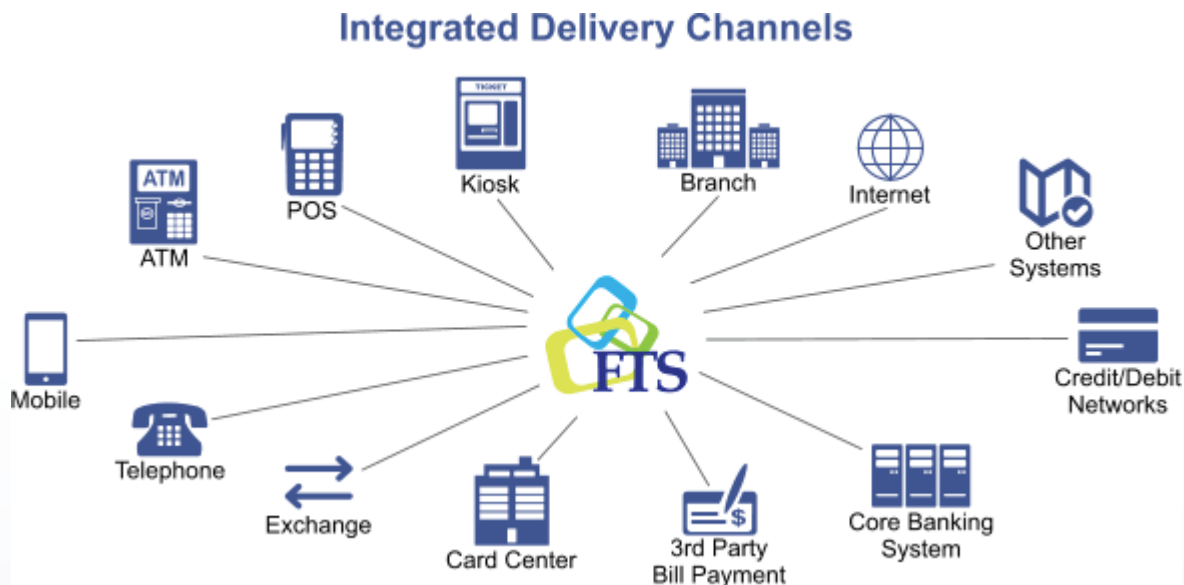 Integrated Delivery Channels
TICKET
Kiosk
Branch
POS
Internet
ATM
ATM
Other
Systems
Mobile
FTS
Credit/Debit
Networks
Telephone
Exchange
Card Center
$
3rd Party
Bill Payment
Core Banking
System